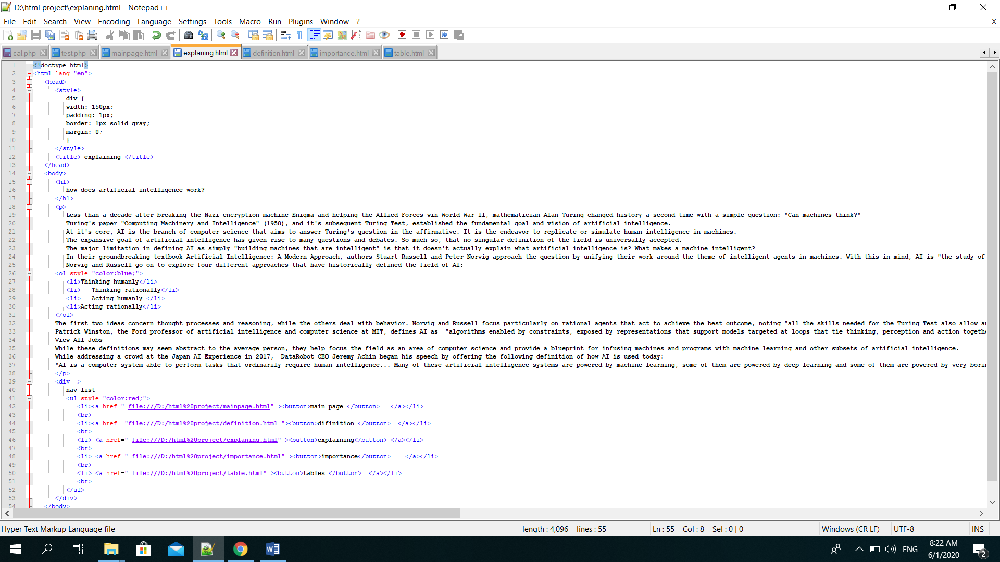 D:\html project\explaning.html - Notepad++
File Edit Search View Encoding Language Settings Tools Macro Run Plugins Window ? X
cal.php test.php mainpage.html explaning.html definition.html importance.html table.html
1 <!doctype html>
2 <html lang="en">
3 <head>
4 <style>
5 div {
6 width: 150px;
7 padding: 1px;
8 border: 1px solid gray;
9 margin: 0;
10 }
11 </style>
12 <title> explaining </title>
13 </head>
14 <body>
15 <h1>
16 how does artificial intelligence work?
17 </h1>
18 <p>
19 Less than a decade after breaking the Nazi encryption machine Enigma and helping the Allied Forces win World War II, mathematician Alan Turing changed history a second time with a simple question: "Can machines think?"
20 Turing's paper "Computing Machinery and Intelligence" (1950), and it's subsequent Turing Test, established the fundamental goal and vision of artificial intelligence.
21 At it's core, AI is the branch of computer science that aims to answer Turing's question in the affirmative. It is the endeavor to replicate or simulate human intelligence in machines.
22 The expansive goal of artificial intelligence has given rise to many questions and debates. So much so, that no singular definition of the field is universally accepted.
23 The major limitation in defining AI as simply "building machines that are intelligent" is that it doesn't actually explain what artificial intelligence is? What makes a machine intelligent?
24 In their groundbreaking textbook Artificial Intelligence: A Modern Approach, authors Stuart Russell and Peter Norvig approach the question by unifying their work around the theme of intelligent agents in machines. With this in mind, AI is "the study of
25 Norvig and Russell go on to explore four different approaches that have historically defined the field of AI:
26 <ol style="color:blue;">
27 <li>Thinking humanly</li>
28 <li> Thinking rationally</li>
29 <li> Acting humanly </li>
30 <li>Acting rationally</li>
31 </ol>
32 The first two ideas concern thought processes and reasoning, while the others deal with behavior. Norvig and Russell focus particularly on rational agents that act to achieve the best outcome, noting "all the skills needed for the Turing Test also allow a
33 Patrick Winston, the Ford professor of artificial intelligence and computer science at MIT, defines AI as "algorithms enabled by constraints, exposed by representations that support models targeted at loops that tie thinking, perception and action togethe
34 View All Jobs
35 While these definitions may seem abstract to the average person, they help focus the field as an area of computer science and provide a blueprint for infusing machines and programs with machine learning and other subsets of artificial intelligence.
36 While addressing a crowd at the Japan AI Experience in 2017, DataRobot CEO Jeremy Achin began his speech by offering the following definition of how AI is used today:
37 "AI is a computer system able to perform tasks that ordinarily require human intelligence... Many of these artificial intelligence systems are powered by machine learning, some of them are powered by deep learning and some of them are powered by very bori
38 </p>
39 <div >
40 nav list
41 <ul style="color:red;">
42 <li><a href=" file:///D:/html%20project/mainpage.html" ><button>main page </button> </a></li>
43 <br>
44 <li><a href ="file:///D:/html%20project/definition.html "><button>difinition </button> </a></li>
45 <br>
46 <li> <a href=" file:///D:/html%20project/explaning.html" ><button>explaining</button> </a></li>
47 <br>
48 <li> <a href=" file:///D:/html%20project/importance.html" ><button>importance</button> </a></li>
49 <br>
50 <li> <a href=" file:///D:/html%20project/table.html" ><button>tables </button> </a></li>
51 <br>
52 </ul>
53 </div>
54 </body>
Hyper Text Markup Language file length : 4,096 lines : 55 Ln : 55 Col : 8 Sel : 0 | 0 Windows (CR LF) UTF-8 INS
ENG 8:22 AM
6/1/2020 2